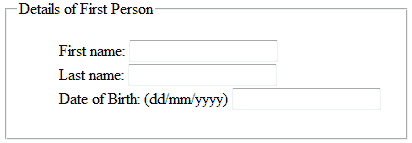 Details of First Person
First name:
Last name:
Date of Birth: (dd/mm/yyyy)